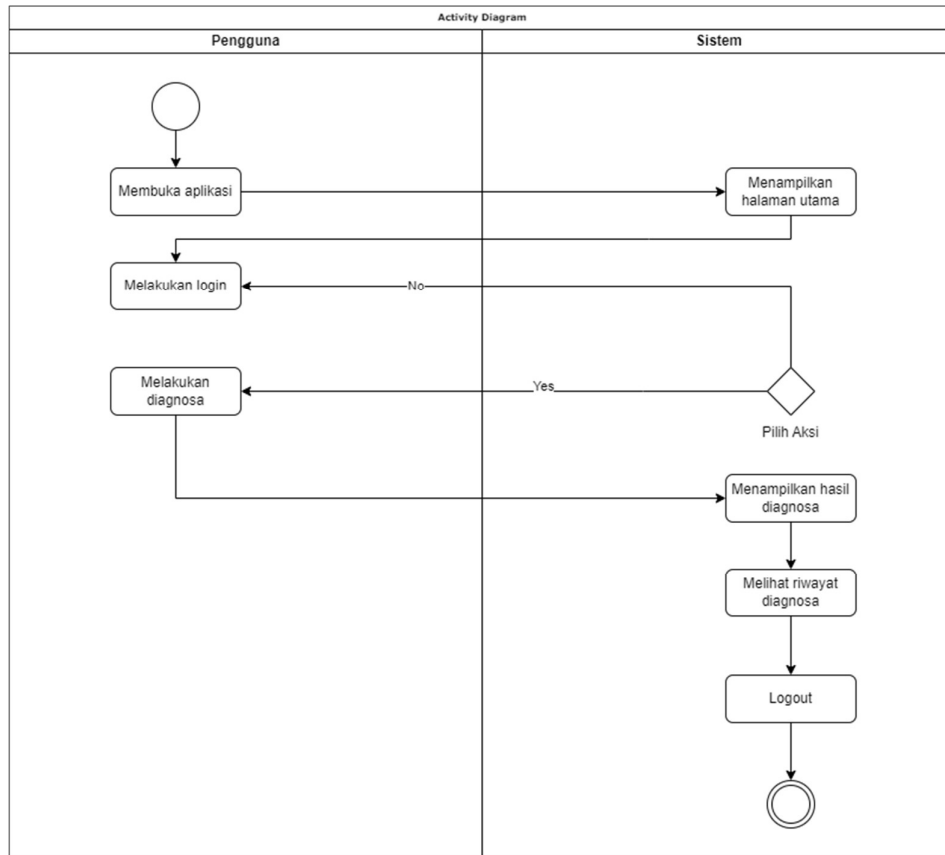 Activity Diagram
Pengguna
Sistem
Membuka aplikasi
Menampilkan
halaman utama
Melakukan login
No
Melakukan
diagnosa
Yes
Pilih Aksi
Menampilkan hasil
diagnosa
Melihat riwayat
diagnosa
Logout